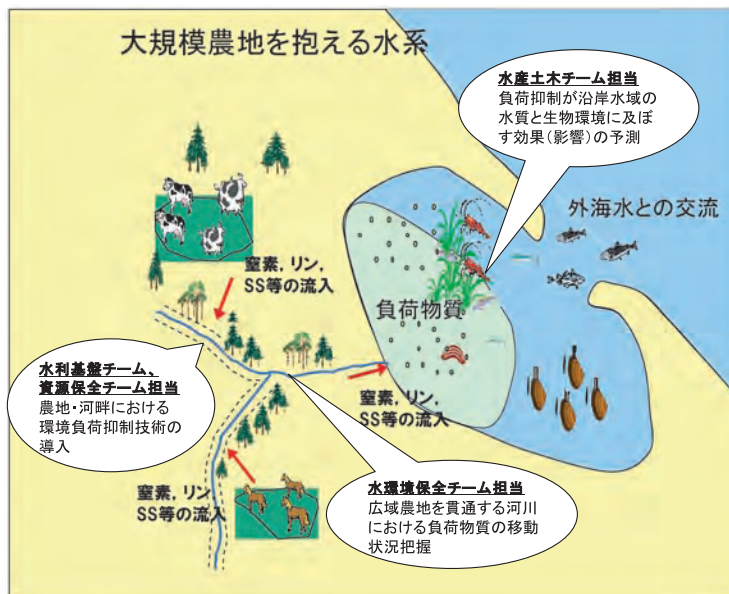 大規模農地を抱える水系
水産土木チーム担当
負荷抑制が沿岸水域の
水質と生物環境に及ぼ
す効果(影響)の予測
外海水との交流
窒素，リン，
SS等の流入
負荷物質
水利基盤チーム、
資源保全チーム担当
農地・河畔における
環境負荷抑制技術の
導入
窒素，リン，
SS等の流入
窒素，リン，
SS等の流入
水環境保全チーム担当
広域農地を貫通する河川
における負荷物質の移動
状況把握